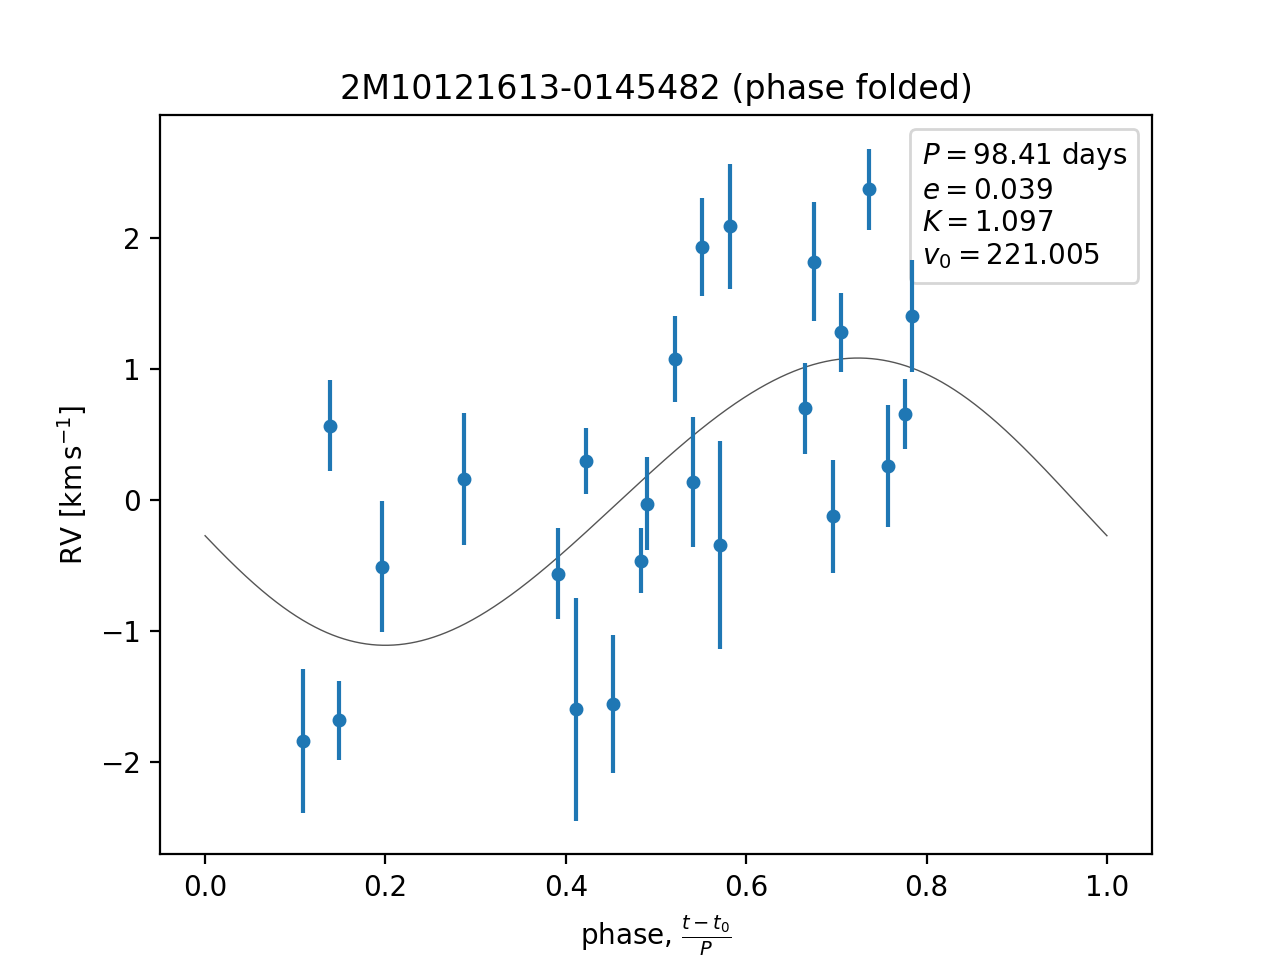 2M10121613-0145482 (phase folded)
P = 98.41 days
e = 0.039
K = 1.097
v₀ = 221.005
RV [km s⁻¹]
2
1
0
−1
−2
0.0 0.2 0.4 0.6 0.8 1.0
phase, (t − t₀)/P